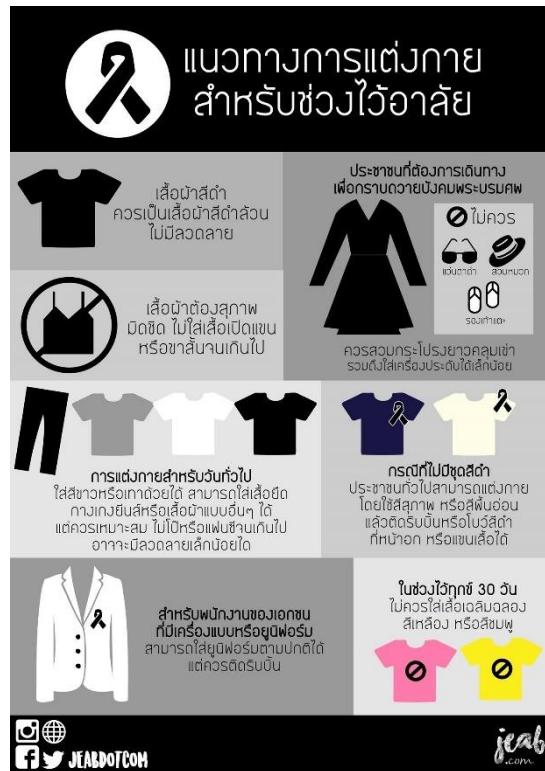 แนวทางการแต่งกาย
สำหรับช่วงไว้อาลัย
เสื้อผ้าสีดำ
ควรเป็นเสื้อผ้าสีดำล้วน
ไม่มีลวดลาย
เสื้อผ้าต้องสุภาพ
มิดชิด ไม่ใส่เสื้อเปิดแขน
หรือขาสั้นจนเกินไป
ประชาชนที่ต้องการเดินทาง
เพื่อกราบถวายบังคมพระบรมศพ
ไม่ควร
แว่นตาดำ สวมหมวก
รองเท้าแตะ
ควรสวมกระโปรงยาวคลุมเข่า
รวมถึงใส่เครื่องประดับได้เล็กน้อย
การแต่งกายสำหรับวันทั่วไป
ใส่สีขาวหรือเทาด้วยได้ สามารถใส่เสื้อยืด
กางเกงยีนส์หรือเสื้อผ้าแบบอื่นๆ ได้
แต่ควรเหมาะสม ไม่โป๊หรือแฟนซีจนเกินไป
อาจจะมีลวดลายเล็กน้อยได้
กรณีที่ไม่มีชุดสีดำ
ประชาชนทั่วไปสามารถแต่งกาย
โดยใช้สีสุภาพ หรือสีพื้นอ่อน
แล้วติดริบบิ้นหรือโบว์สีดำ
ที่หน้าอก หรือแขนเสื้อได้
สำหรับพนักงานของเอกชน
ที่มีเครื่องแบบหรือยูนิฟอร์ม
สามารถใส่ยูนิฟอร์มตามปกติได้
แต่ควรติดริบบิ้น
ในช่วงไว้ทุกข์ 30 วัน
ไม่ควรใส่เสื้อเฉลิมฉลอง
สีเหลือง หรือสีชมพู
JEABDOTCOM
jeab
.com